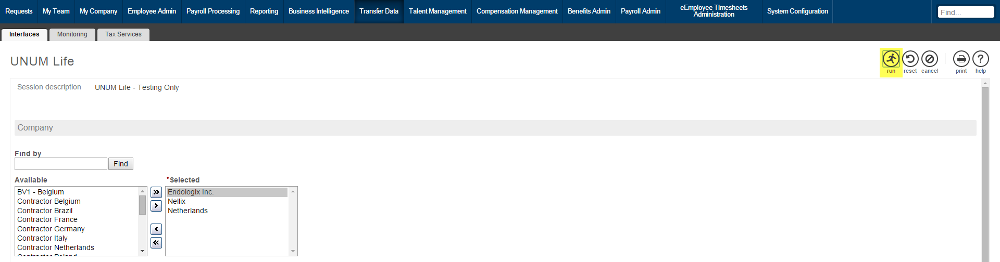 Requests My Team My Company Employee Admin Payroll Processing Reporting Business Intelligence Transfer Data Talent Management Compensation Management Benefits Admin Payroll Admin eEmployee Timesheets Administration System Configuration Find...
Interfaces Monitoring Tax Services
UNUM Life
run reset cancel print help
Session description UNUM Life - Testing Only
Company
Find by
Find
Available *Selected
BV1 - Belgium Endologix Inc.
Contractor Belgium Nellix
Contractor Brazil Netherlands
Contractor France
Contractor Germany
Contractor Italy
Contractor Netherlands
Contractor Poland